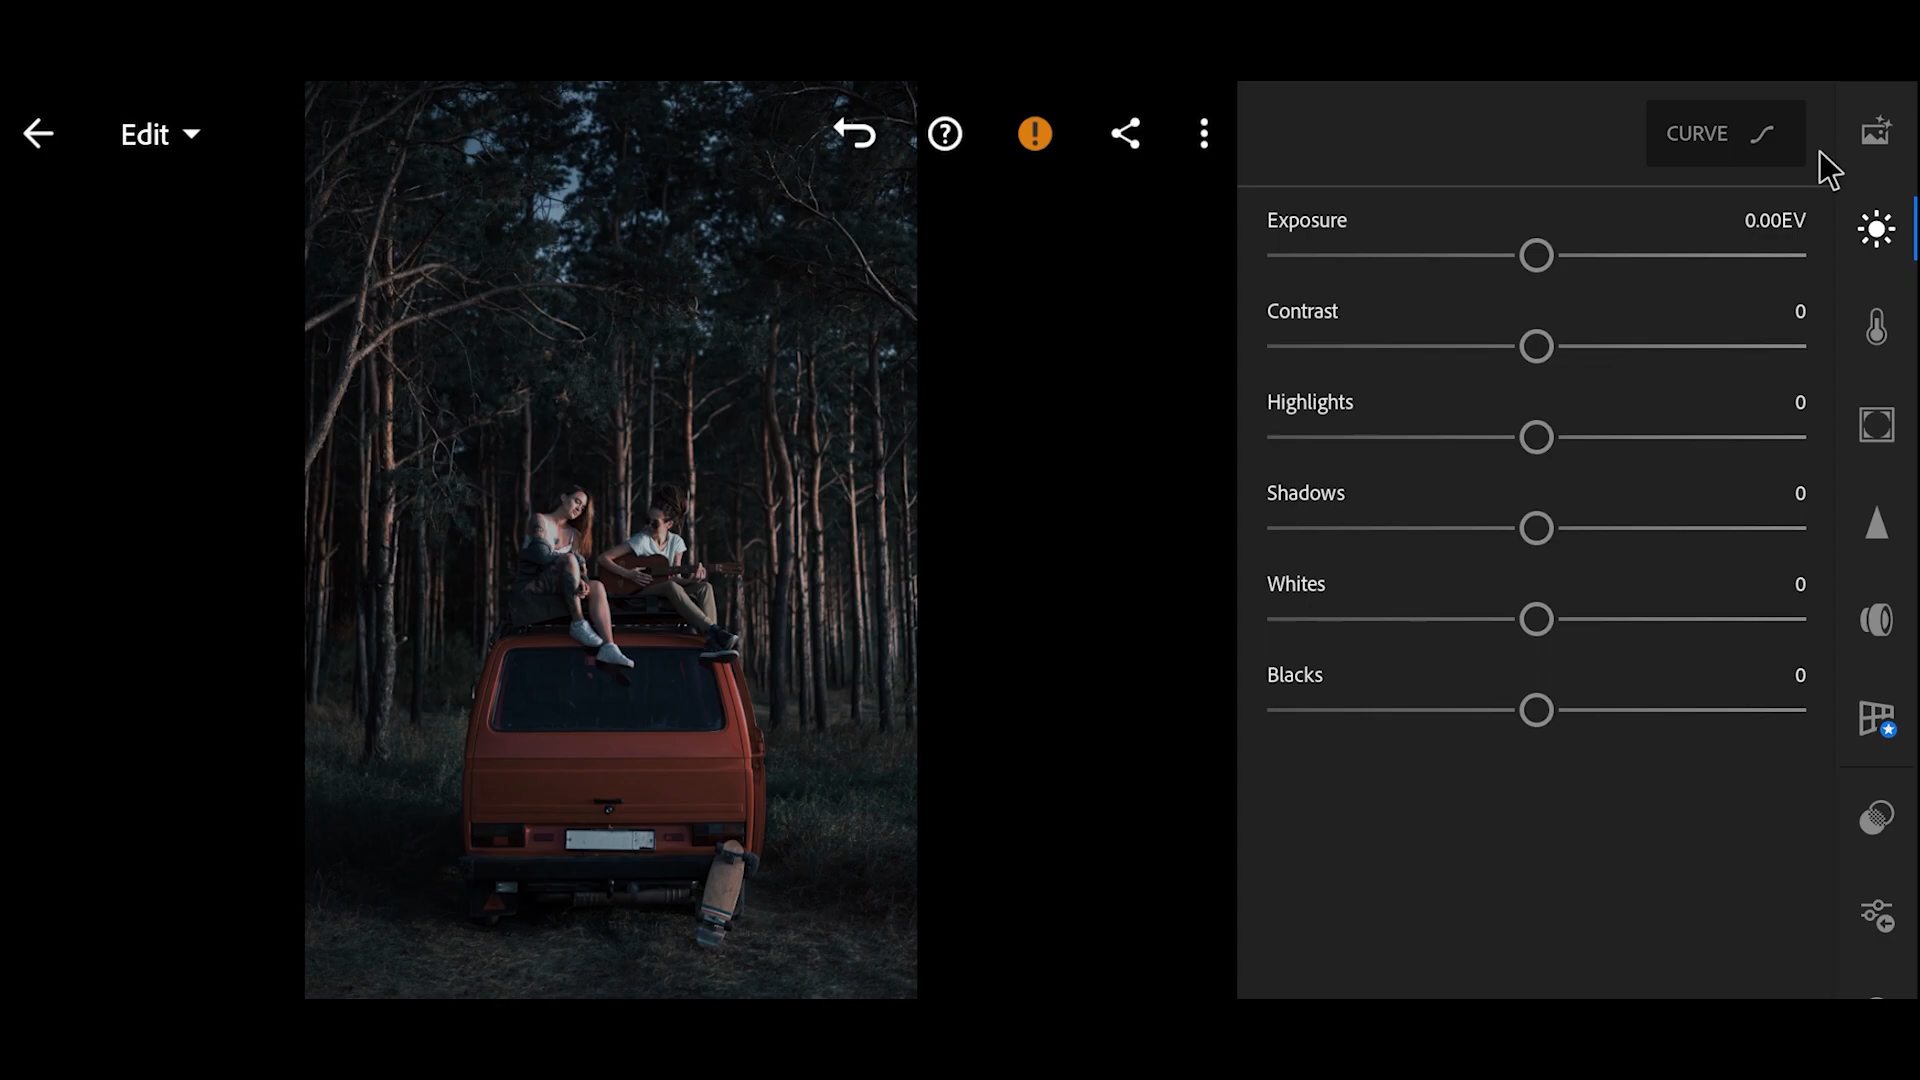 Edit
CURVE
Exposure 0.00EV
Contrast 0
Highlights 0
Shadows 0
Whites 0
Blacks 0